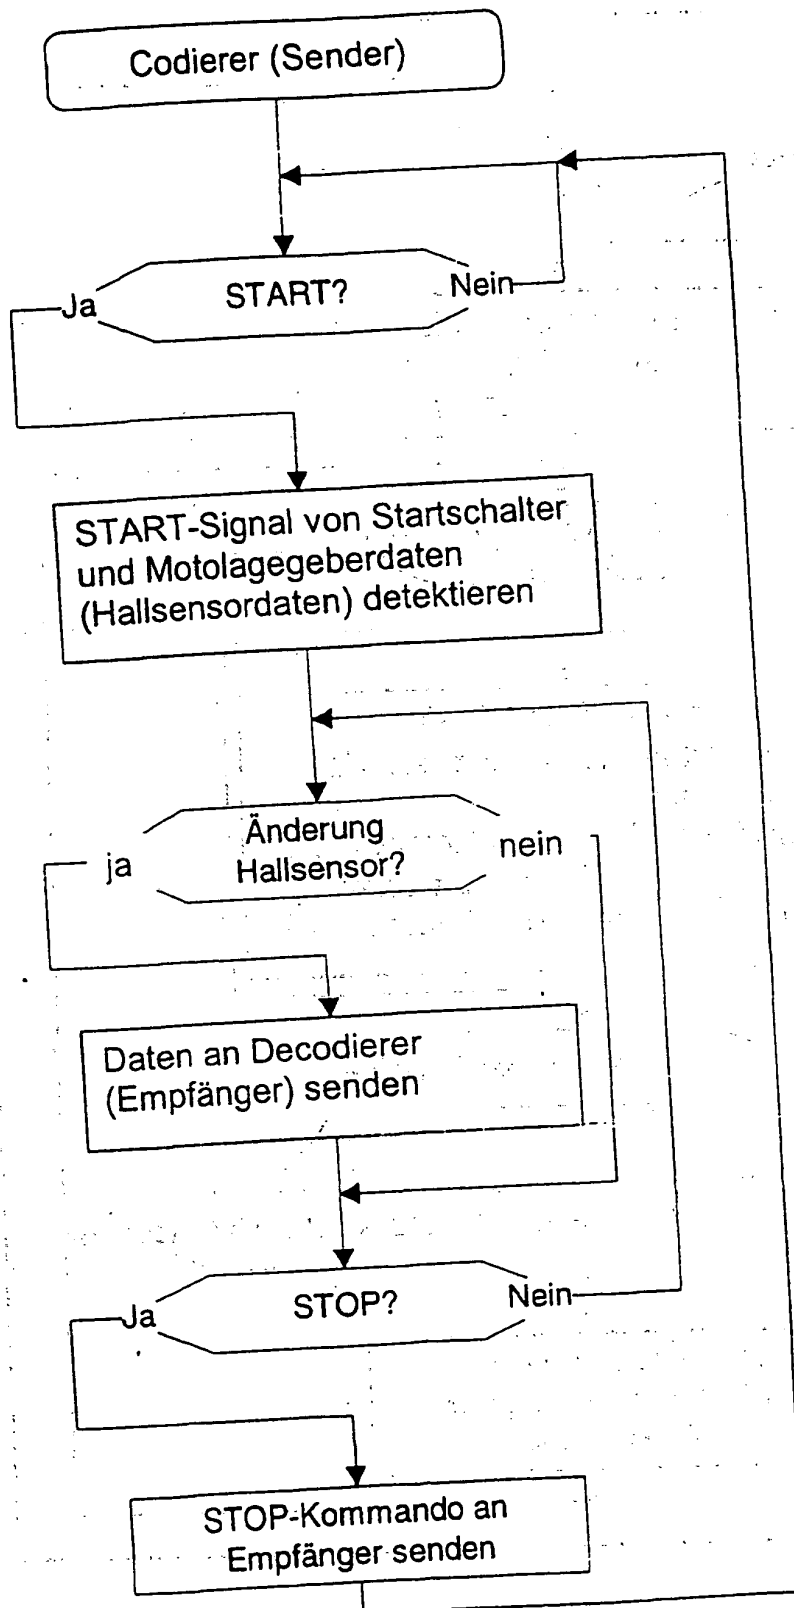 Codierer (Sender)
START?
Ja
Nein
START-Signal von Startschalter
und Motolagegeberdaten
(Hallsensordaten) detektieren
Änderung
Hallsensor?
ja
nein
Daten an Decodierer
(Empfänger) senden
STOP?
Ja
Nein
STOP-Kommando an
Empfänger senden